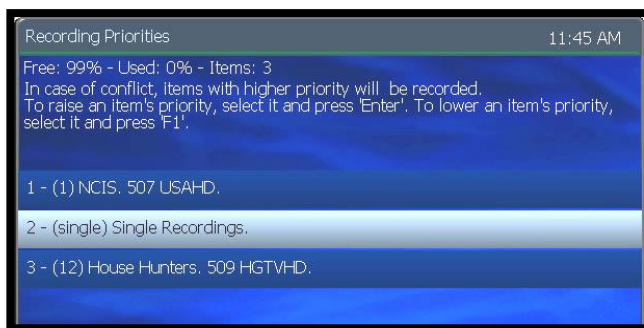 Recording Priorities 11:45 AM
Free: 99% - Used: 0% - Items: 3
In case of conflict, items with higher priority will be recorded.
To raise an item's priority, select it and press 'Enter'. To lower an item's priority,
select it and press 'F1'.
1 - (1) NCIS. 507 USAHD.
2 - (single) Single Recordings.
3 - (12) House Hunters. 509 HGTVHD.